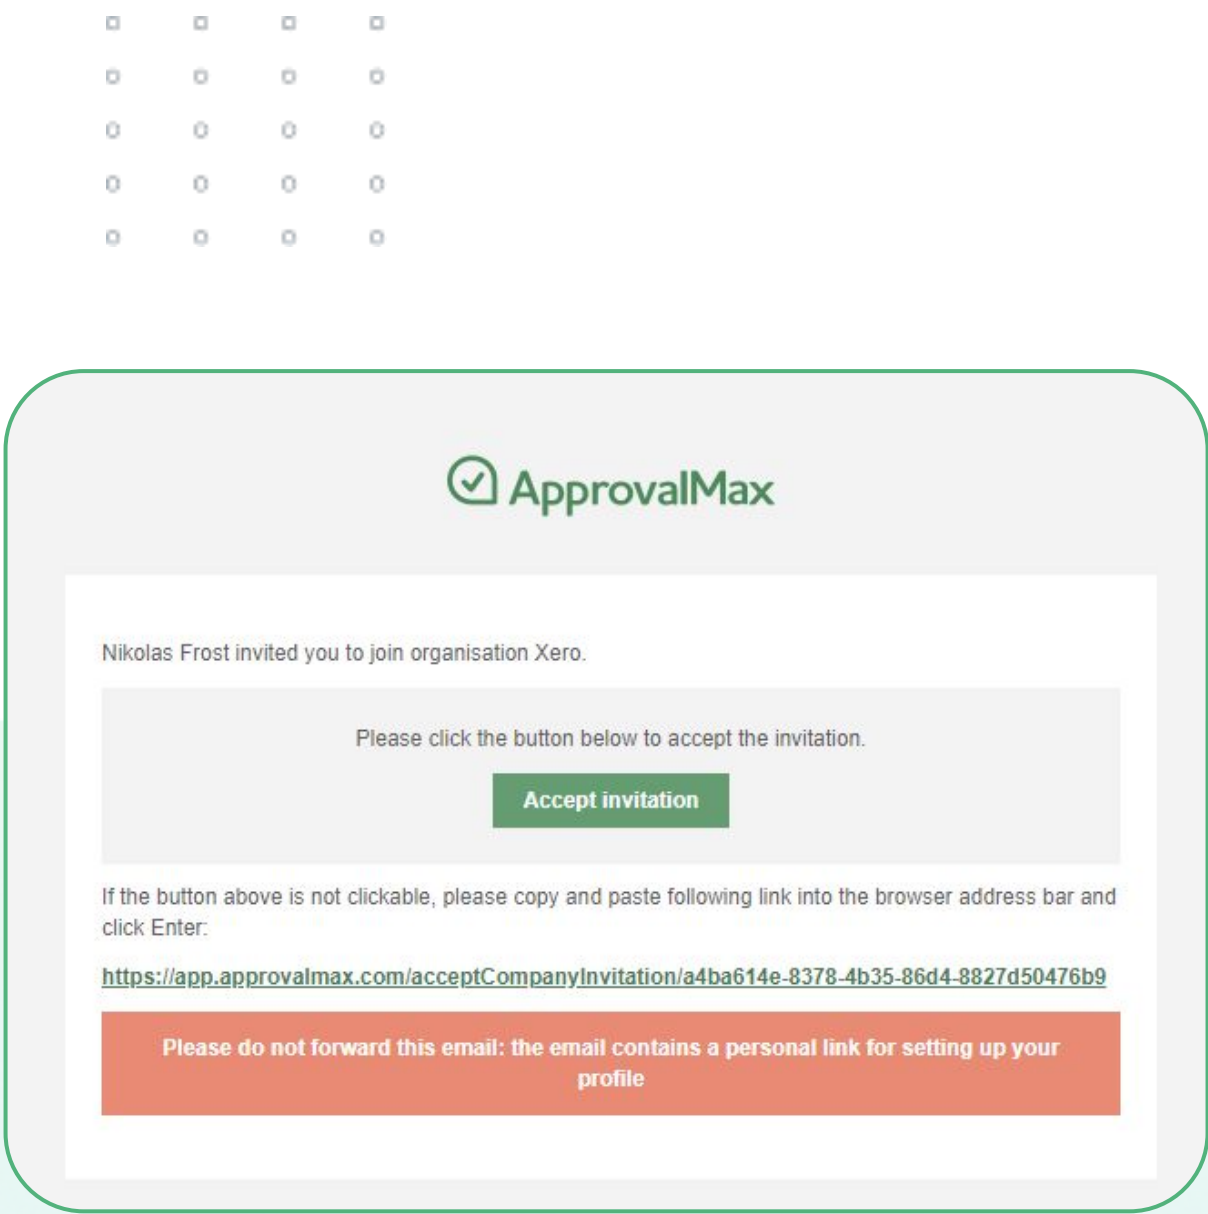 ApprovalMax
Nikolas Frost invited you to join organisation Xero.
Please click the button below to accept the invitation.
Accept invitation
If the button above is not clickable, please copy and paste following link into the browser address bar and
click Enter:
https://app.approvalmax.com/acceptCompanyInvitation/a4ba614e-8378-4b35-86d4-8827d50476b9
Please do not forward this email: the email contains a personal link for setting up your
profile